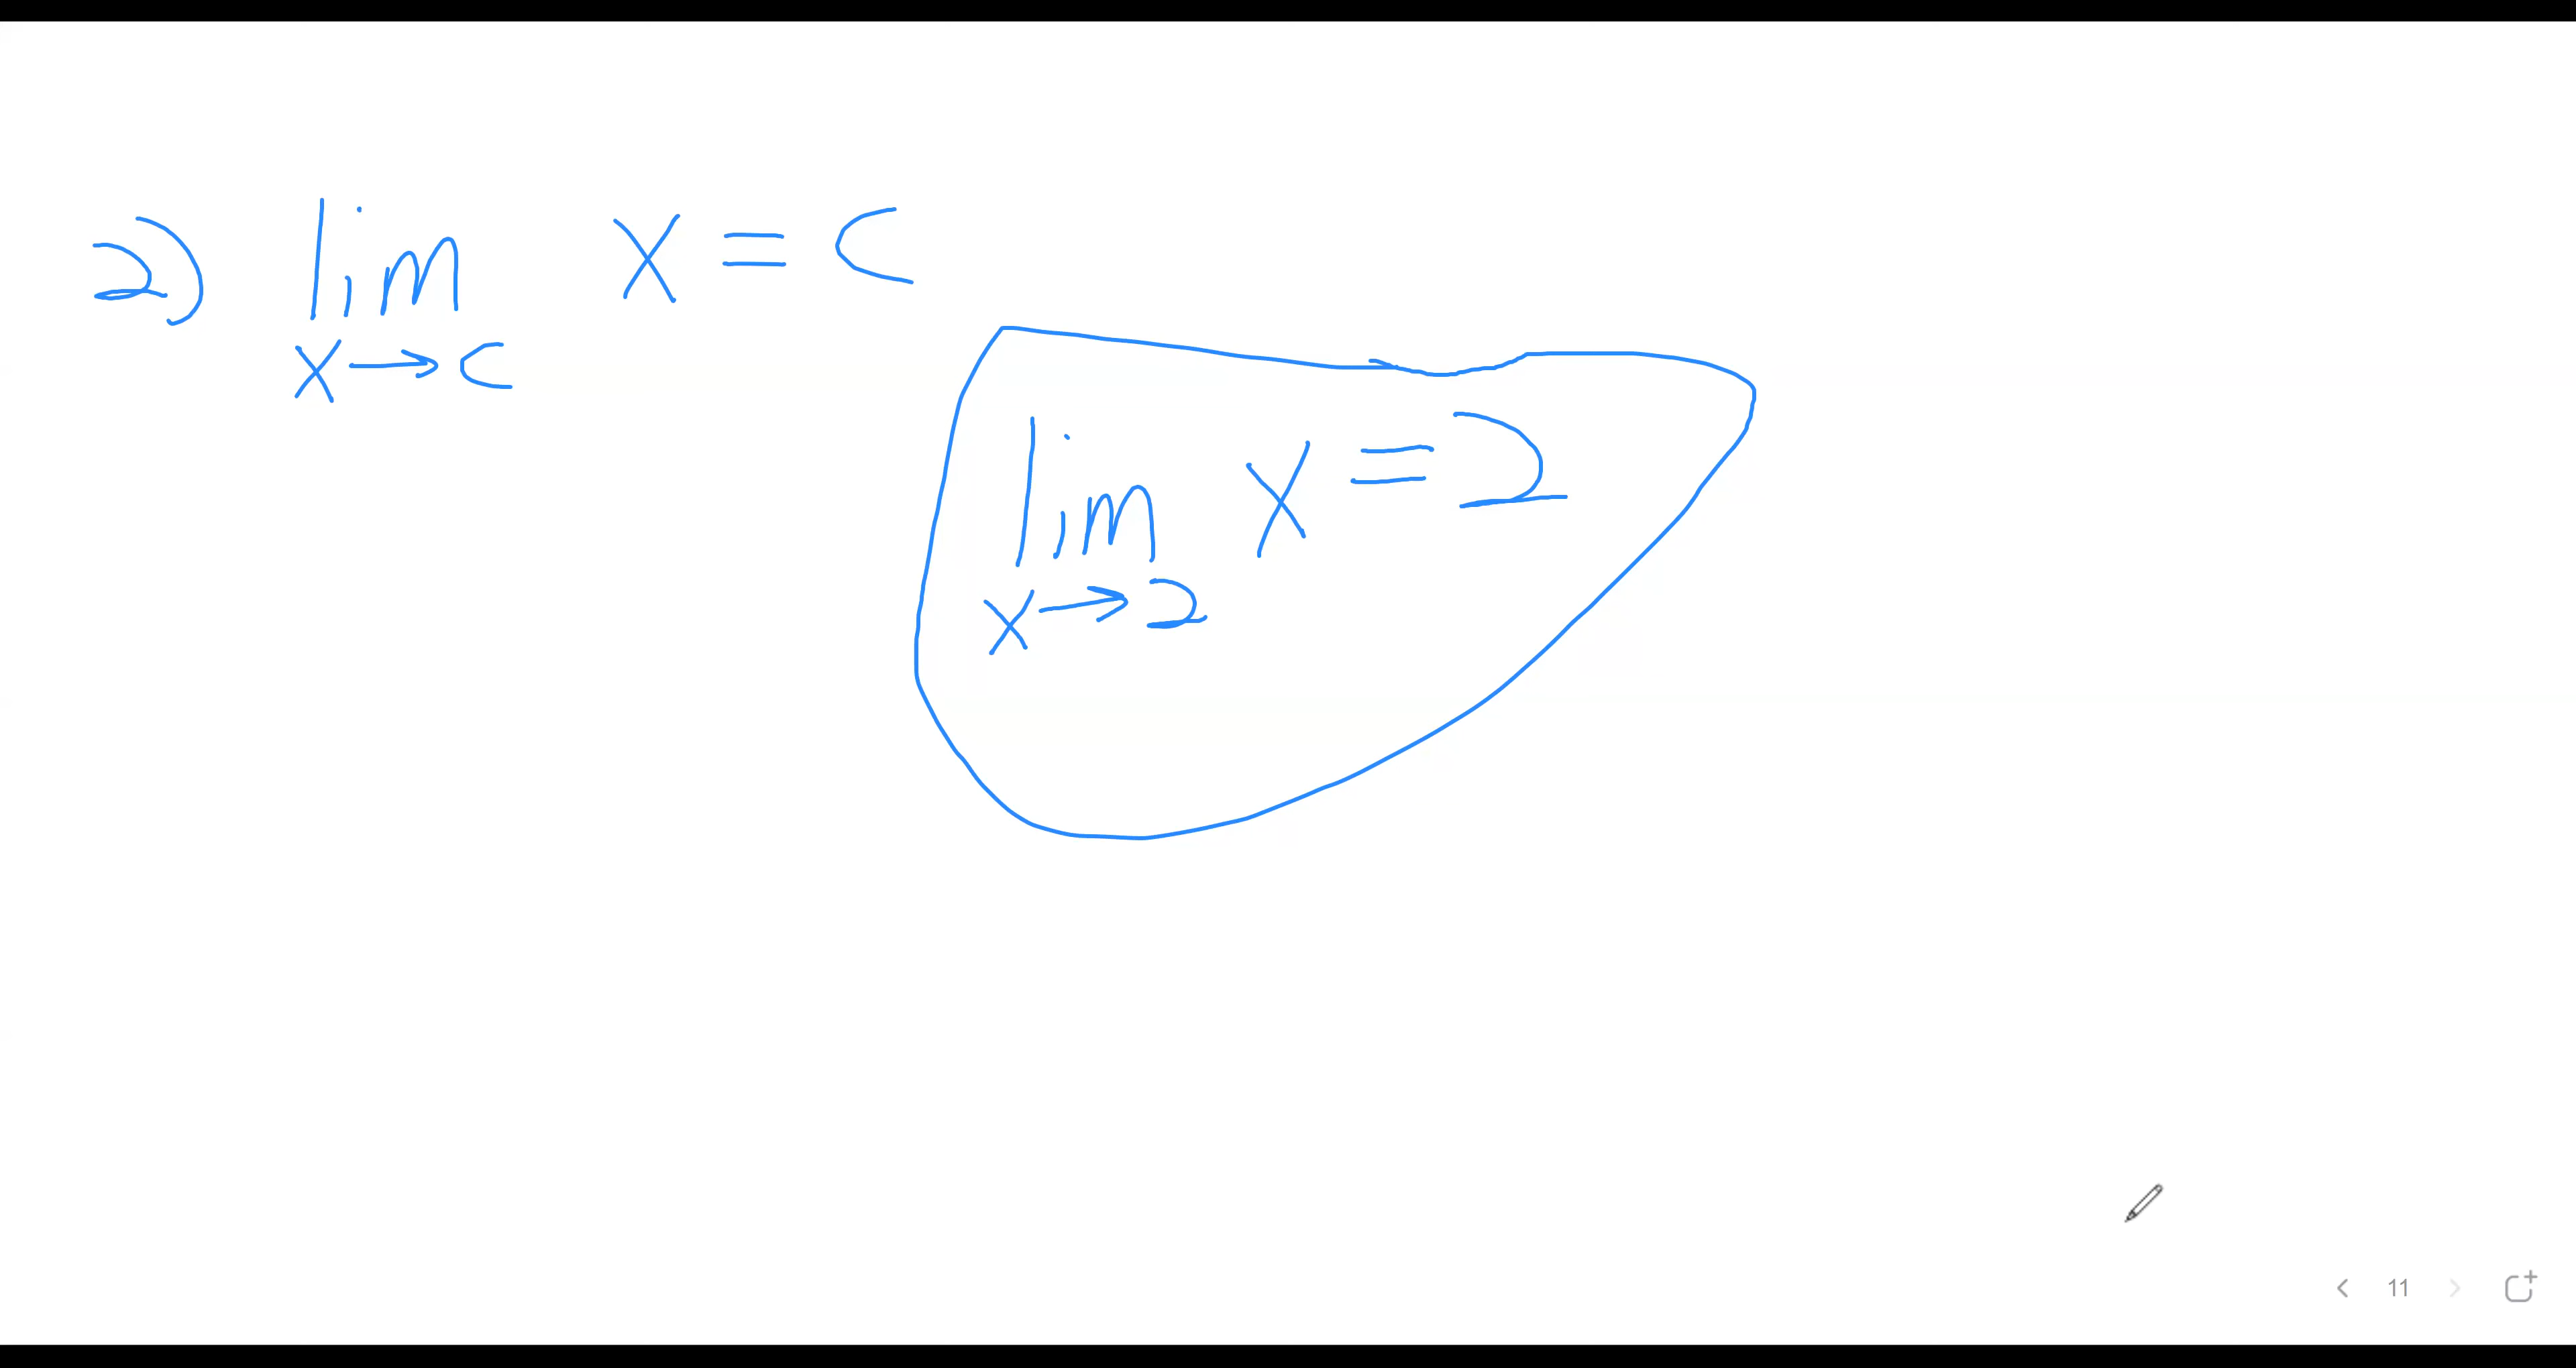 2) lim x = c
x → c
lim x = 2
x → 2
11